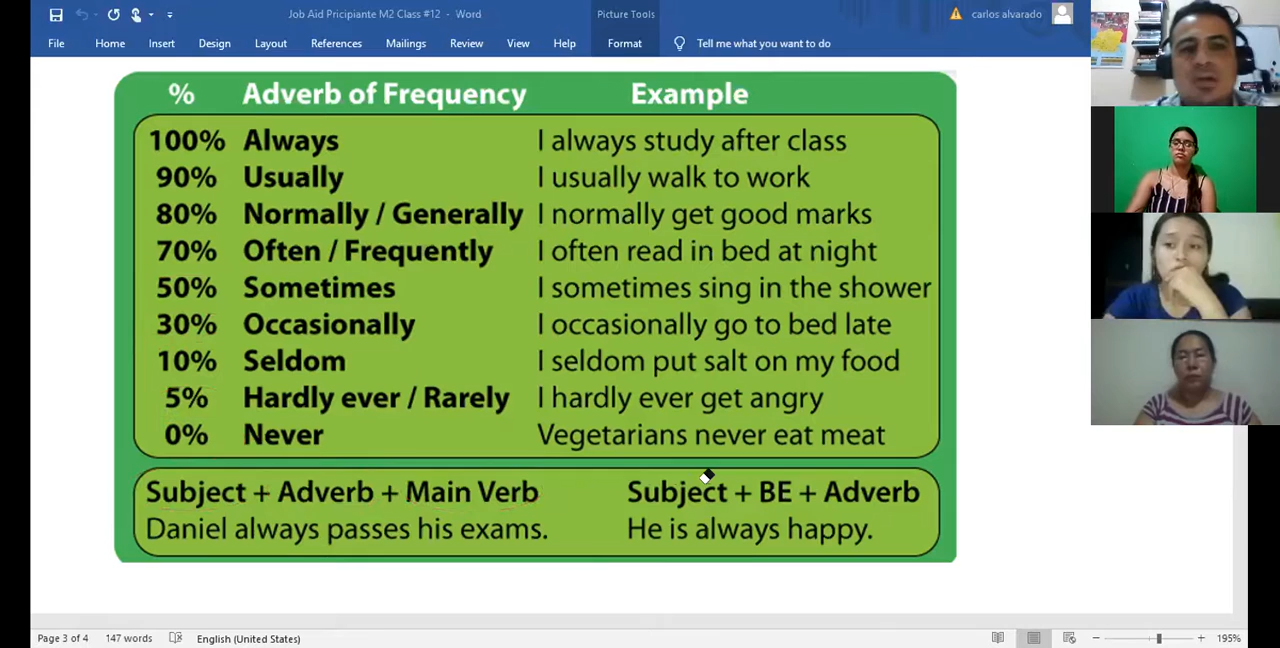 Job Aid Pricipiante M2 Class #12 - Word
Picture Tools
carlos alvarado
File Home Insert Design Layout References Mailings Review View Help Format Tell me what you want to do
% Adverb of Frequency Example
100% Always I always study after class
90% Usually I usually walk to work
80% Normally / Generally I normally get good marks
70% Often / Frequently I often read in bed at night
50% Sometimes I sometimes sing in the shower
30% Occasionally I occasionally go to bed late
10% Seldom I seldom put salt on my food
5% Hardly ever / Rarely I hardly ever get angry
0% Never Vegetarians never eat meat
Subject + Adverb + Main Verb Subject + BE + Adverb
Daniel always passes his exams. He is always happy.
Page 3 of 4 147 words English (United States) 195%